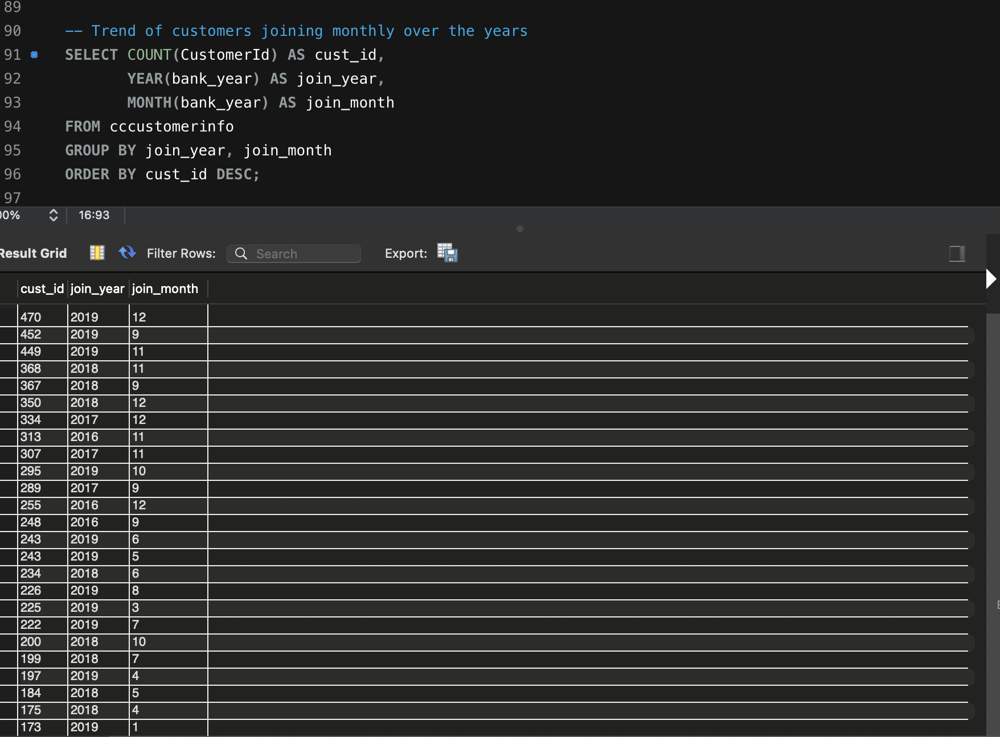 89
90 -- Trend of customers joining monthly over the years
91 SELECT COUNT(CustomerId) AS cust_id,
92 YEAR(bank_year) AS join_year,
93 MONTH(bank_year) AS join_month
94 FROM cccustomerinfo
95 GROUP BY join_year, join_month
96 ORDER BY cust_id DESC;
97
00% 16:93
Result Grid Filter Rows: Search Export:
cust_id join_year join_month
470 2019 12
452 2019 9
449 2019 11
368 2018 11
367 2018 9
350 2018 12
334 2017 12
313 2016 11
307 2017 11
295 2019 10
289 2017 9
255 2016 12
248 2016 9
243 2019 6
243 2019 5
234 2018 6
226 2019 8
225 2019 3
222 2019 7
200 2018 10
199 2018 7
197 2019 4
184 2018 5
175 2018 4
173 2019 1